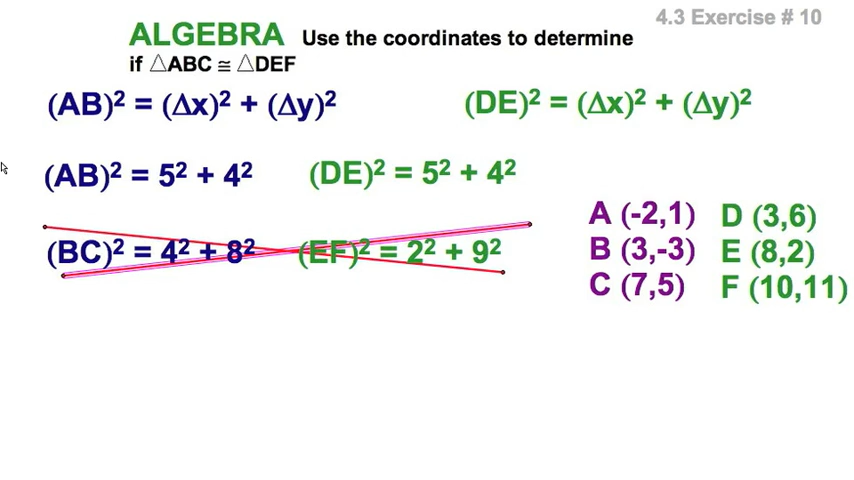 4.3 Exercise # 10
ALGEBRA Use the coordinates to determine
if △ABC ≅ △DEF
(AB)² = (Δx)² + (Δy)² (DE)² = (Δx)² + (Δy)²
(AB)² = 5² + 4² (DE)² = 5² + 4²
(BC)² = 4² + 8² (EF)² = 2² + 9²
A (-2,1) D (3,6)
B (3,-3) E (8,2)
C (7,5) F (10,11)